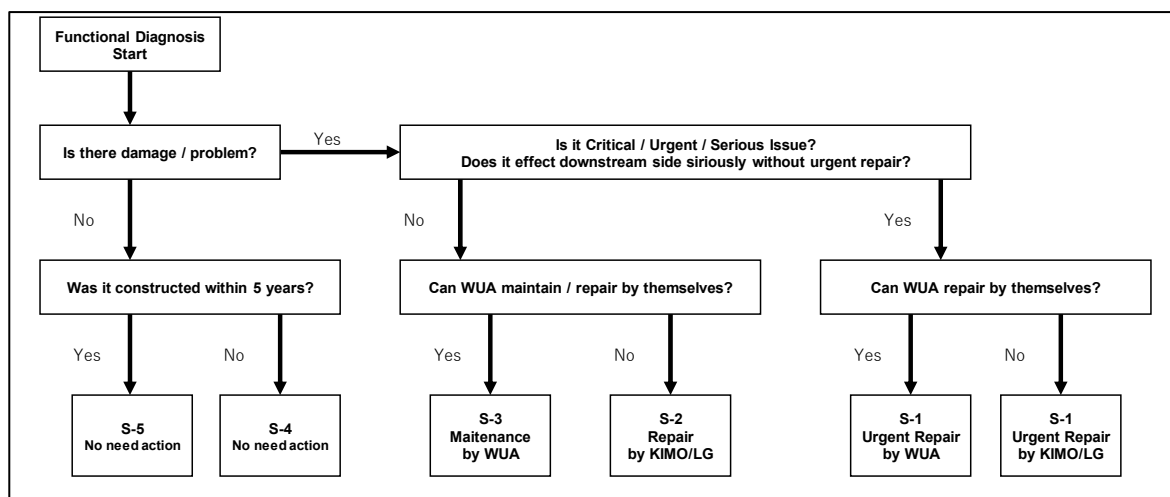 Functional Diagnosis
Start
Is there damage / problem?
Yes
Is it Critical / Urgent / Serious Issue?
Does it effect downstream side siriously without urgent repair?
No
No
Yes
Was it constructed within 5 years?
Can WUA maintain / repair by themselves?
Can WUA repair by themselves?
Yes
No
Yes
No
Yes
No
S-5
No need action
S-4
No need action
S-3
Maitenance
by WUA
S-2
Repair
by KIMO/LG
S-1
Urgent Repair
by WUA
S-1
Urgent Repair
by KIMO/LG